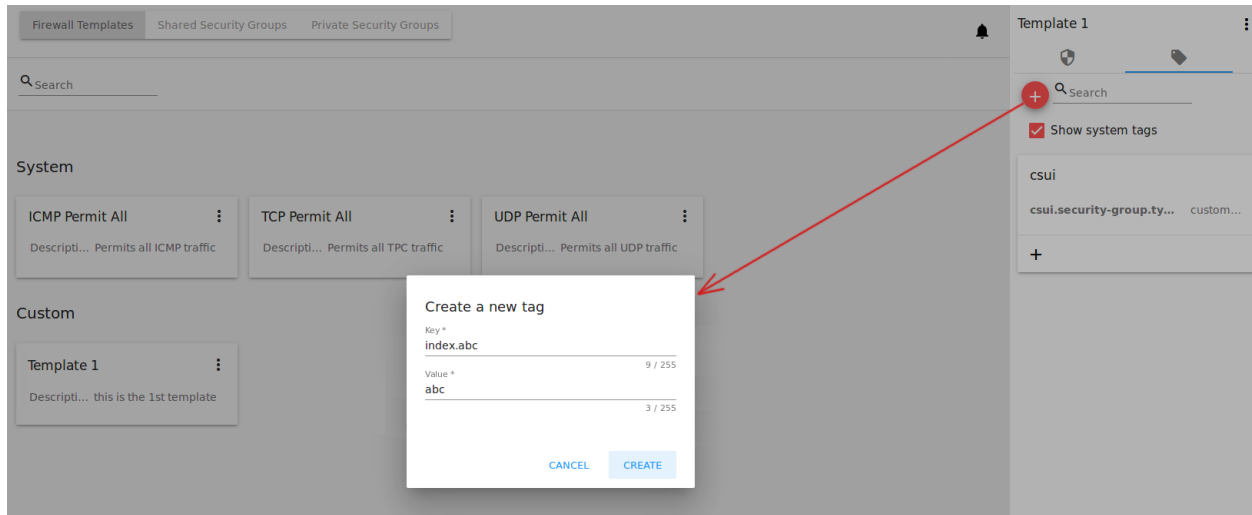 Firewall Templates Shared Security Groups Private Security Groups
Search
System
ICMP Permit All
Descripti... Permits all ICMP traffic
TCP Permit All
Descripti... Permits all TPC traffic
UDP Permit All
Descripti... Permits all UDP traffic
Custom
Template 1
Descripti... this is the 1st template
Create a new tag
Key *
index.abc
9 / 255
Value *
abc
3 / 255
CANCEL CREATE
Template 1
Search
Show system tags
csui
csui.security-group.ty... custom...